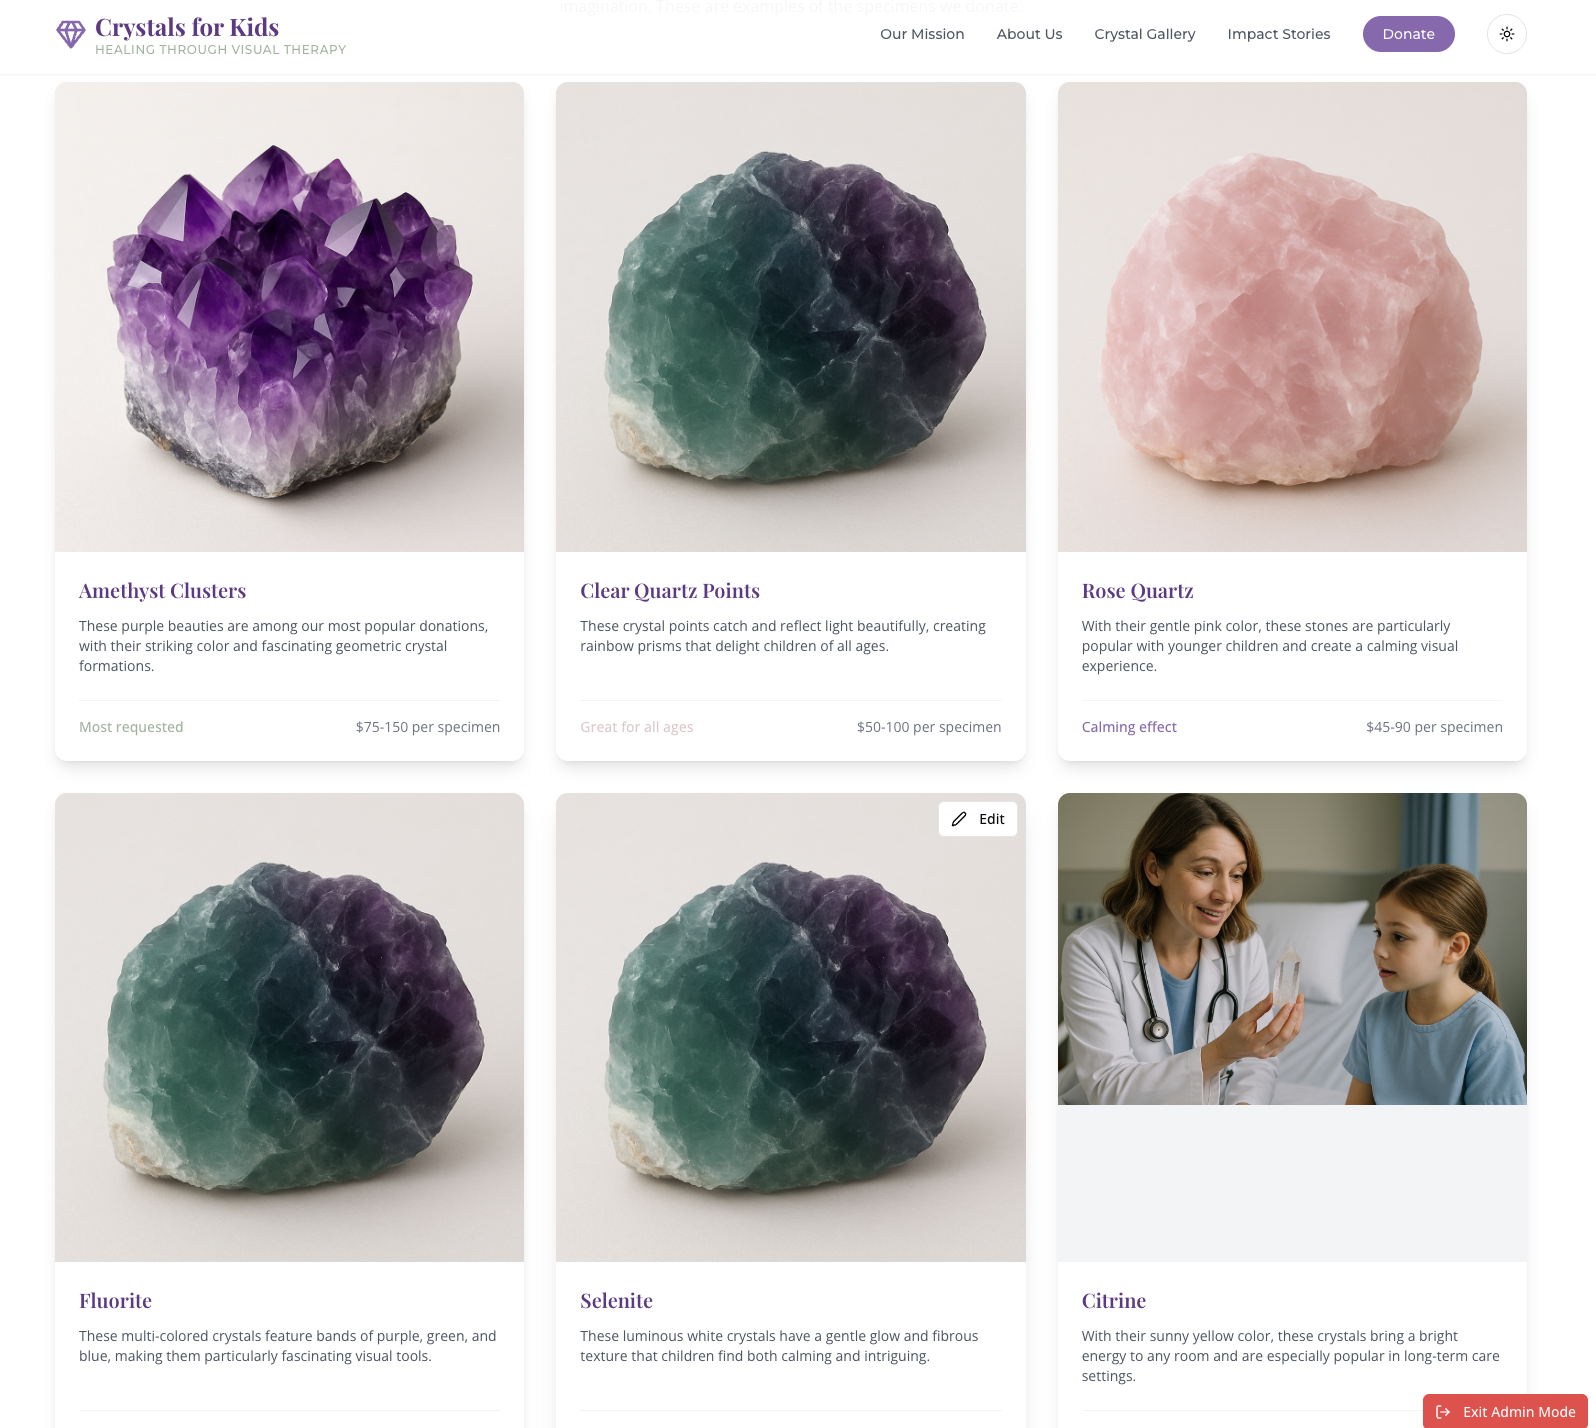 imagination. These are examples of the specimens we donate.
Crystals for Kids
HEALING THROUGH VISUAL THERAPY
Our Mission
About Us
Crystal Gallery
Impact Stories
Donate
Amethyst Clusters
These purple beauties are among our most popular donations,
with their striking color and fascinating geometric crystal
formations.
Most requested
$75-150 per specimen
Clear Quartz Points
These crystal points catch and reflect light beautifully, creating
rainbow prisms that delight children of all ages.
Great for all ages
$50-100 per specimen
Rose Quartz
With their gentle pink color, these stones are particularly
popular with younger children and create a calming visual
experience.
Calming effect
$45-90 per specimen
Fluorite
These multi-colored crystals feature bands of purple, green, and
blue, making them particularly fascinating visual tools.
Edit
Selenite
These luminous white crystals have a gentle glow and fibrous
texture that children find both calming and intriguing.
Citrine
With their sunny yellow color, these crystals bring a bright
energy to any room and are especially popular in long-term care
settings.
Exit Admin Mode